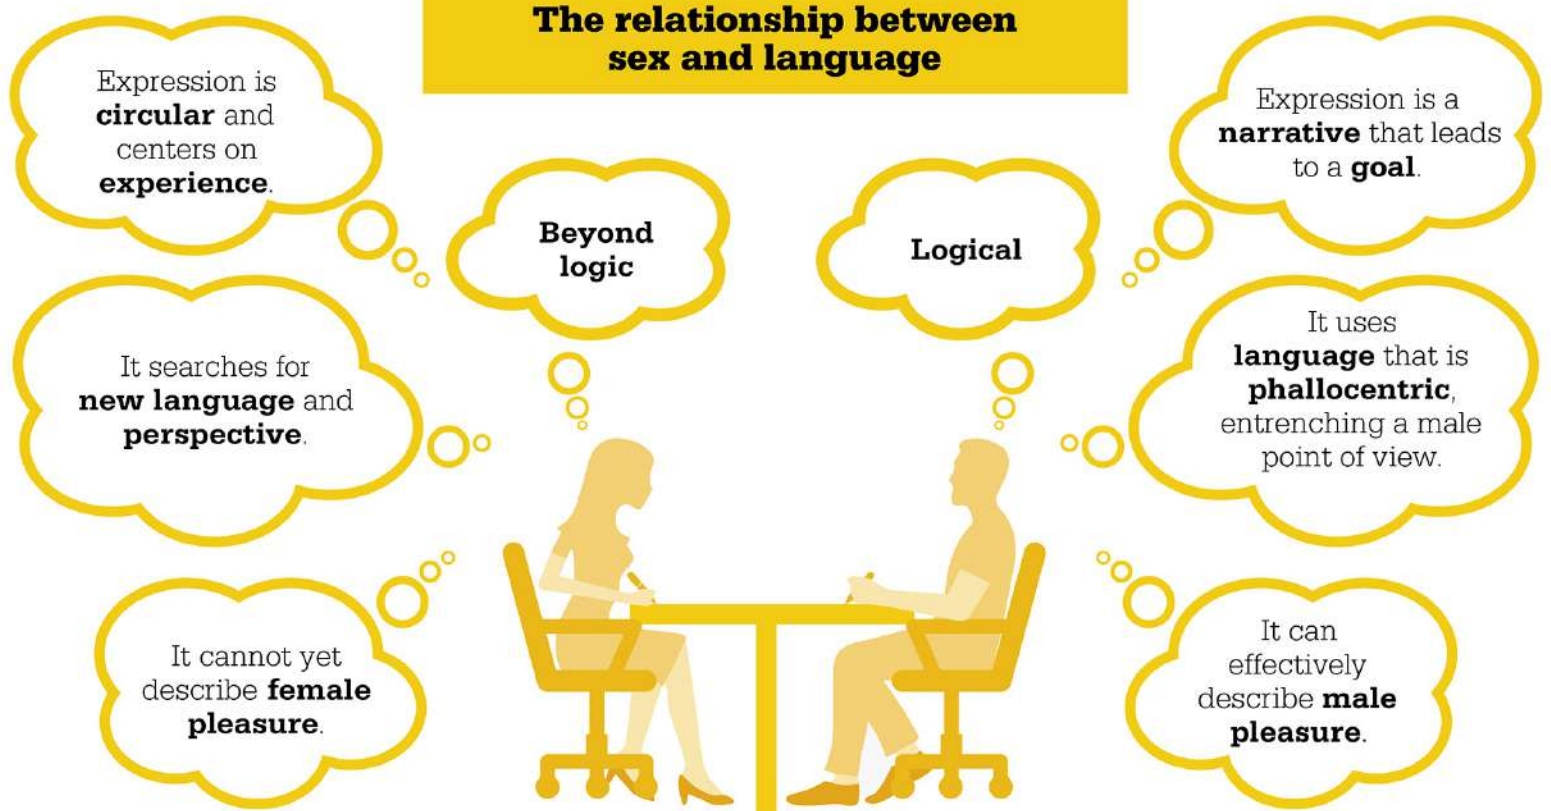 The relationship between
sex and language
Expression is
circular and
centers on
experience.
Beyond
logic
It searches for
new language and
perspective.
It cannot yet
describe female
pleasure.
Logical
Expression is a
narrative that leads
to a goal.
It uses
language that is
phallocentric,
entrenching a male
point of view.
It can
effectively
describe male
pleasure.